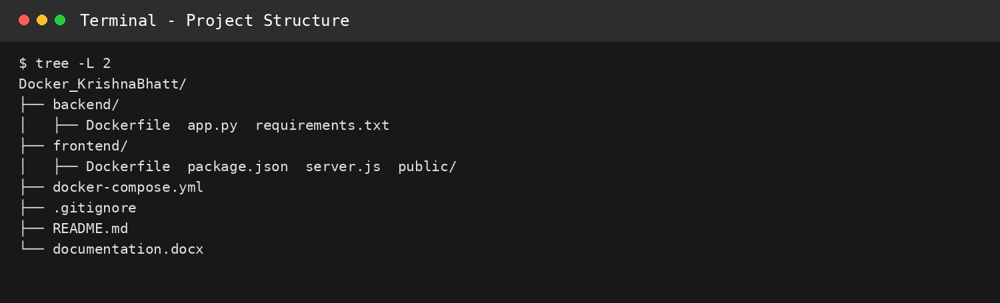 Terminal - Project Structure
$ tree -L 2
Docker_KrishnaBhatt/
├── backend/
│   ├── Dockerfile  app.py  requirements.txt
├── frontend/
│   ├── Dockerfile  package.json  server.js  public/
├── docker-compose.yml
├── .gitignore
├── README.md
└── documentation.docx